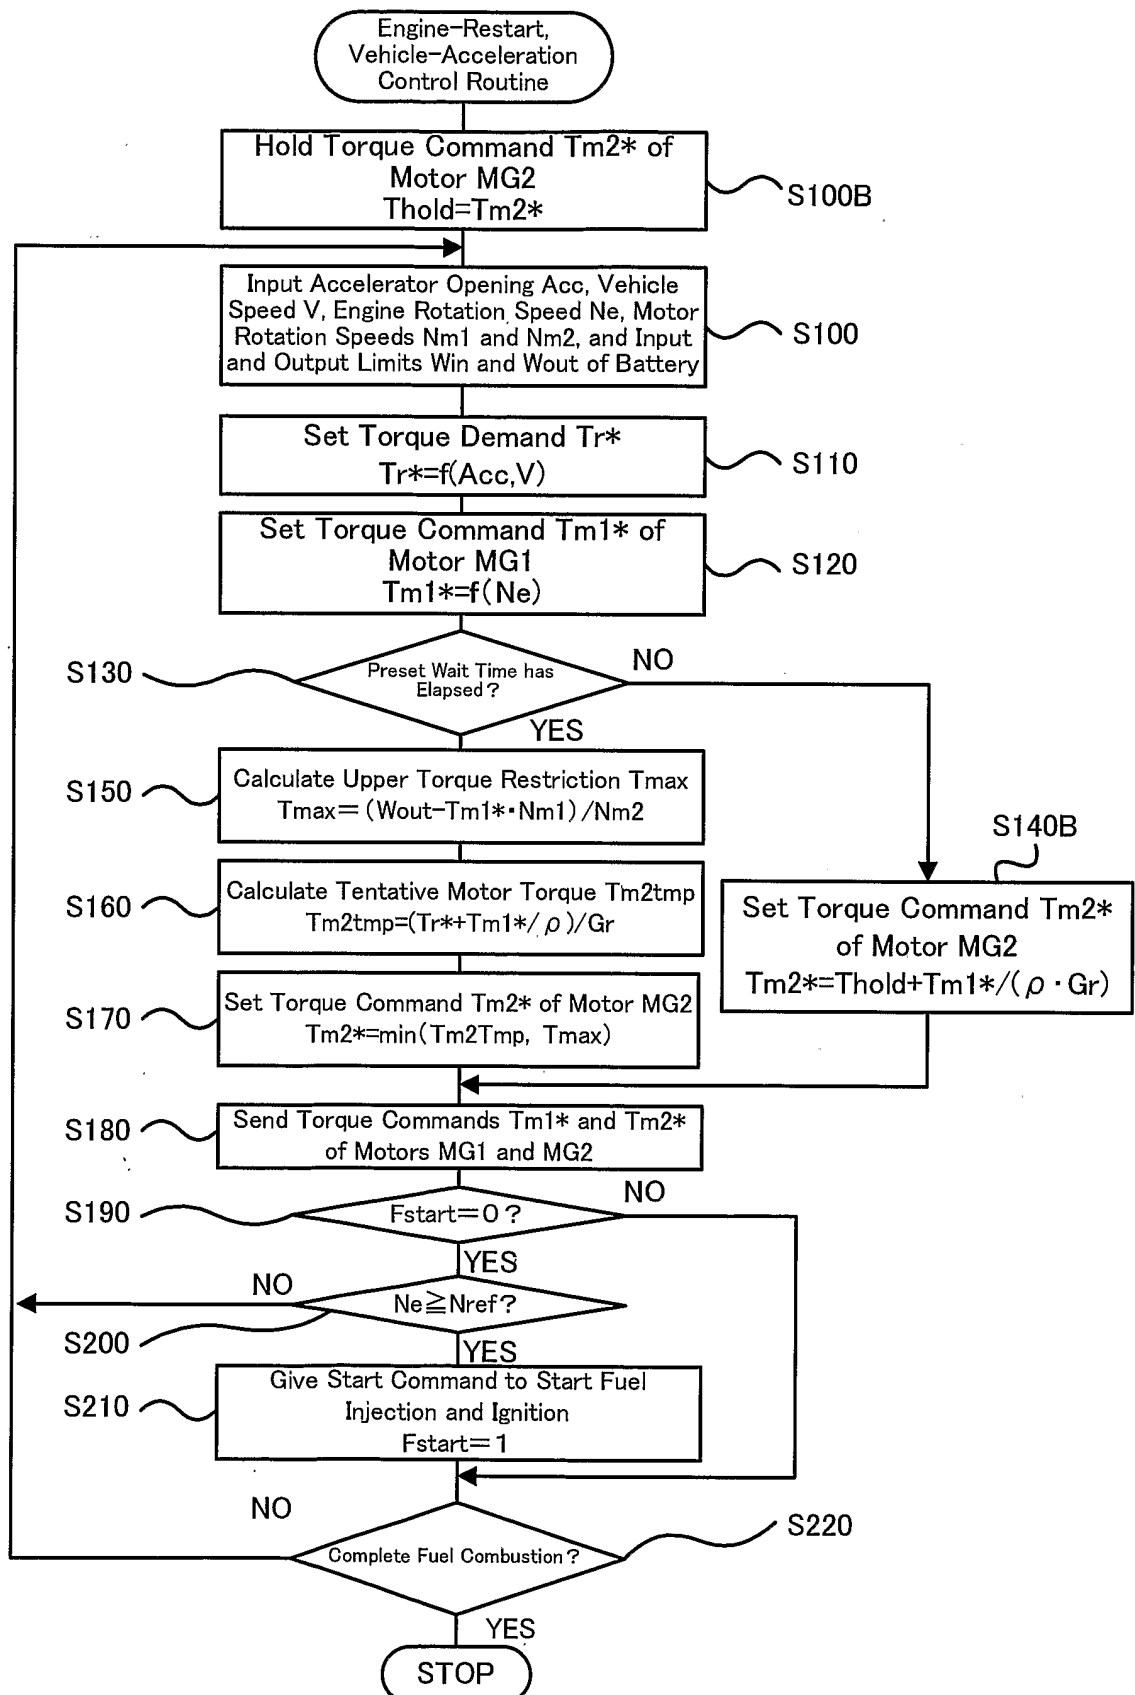 Engine-Restart,
Vehicle-Acceleration
Control Routine
Hold Torque Command Tm2* of
Motor MG2
Thold=Tm2*
S100B
Input Accelerator Opening Acc, Vehicle
Speed V, Engine Rotation Speed Ne, Motor
Rotation Speeds Nm1 and Nm2, and Input
and Output Limits Win and Wout of Battery
S100
Set Torque Demand Tr*
Tr*=f(Acc,V)
S110
Set Torque Command Tm1* of
Motor MG1
Tm1*=f(Ne)
S120
S130
Preset Wait Time has
Elapsed?
NO
YES
S150
Calculate Upper Torque Restriction Tmax
Tmax=(Wout-Tm1*·Nm1)/Nm2
S140B
Set Torque Command Tm2*
of Motor MG2
Tm2*=Thold+Tm1*/(ρ·Gr)
S160
Calculate Tentative Motor Torque Tm2tmp
Tm2tmp=(Tr*+Tm1*/ρ)/Gr
S170
Set Torque Command Tm2* of Motor MG2
Tm2*=min(Tm2Tmp, Tmax)
S180
Send Torque Commands Tm1* and Tm2*
of Motors MG1 and MG2
S190
Fstart=0?
NO
YES
NO
Ne≧Nref?
S200
YES
S210
Give Start Command to Start Fuel
Injection and Ignition
Fstart=1
NO
Complete Fuel Combustion?
S220
YES
STOP